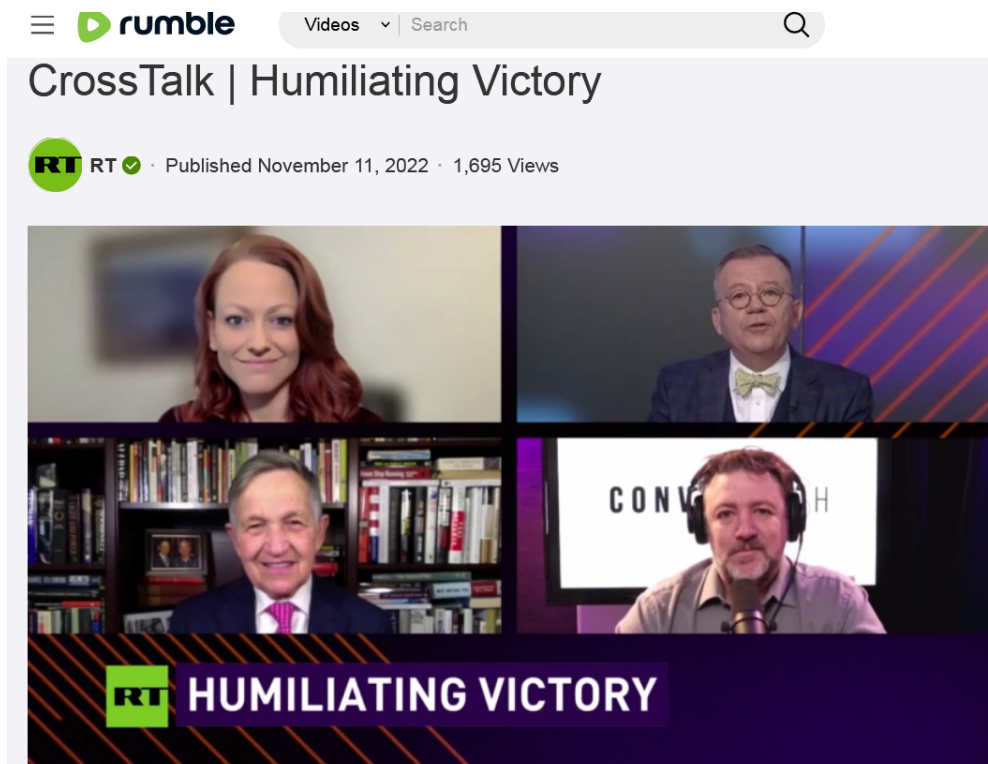 rumble
Videos
Search
CrossTalk | Humiliating Victory
RT
RT · Published November 11, 2022 · 1,695 Views
CONV H
RT HUMILIATING VICTORY